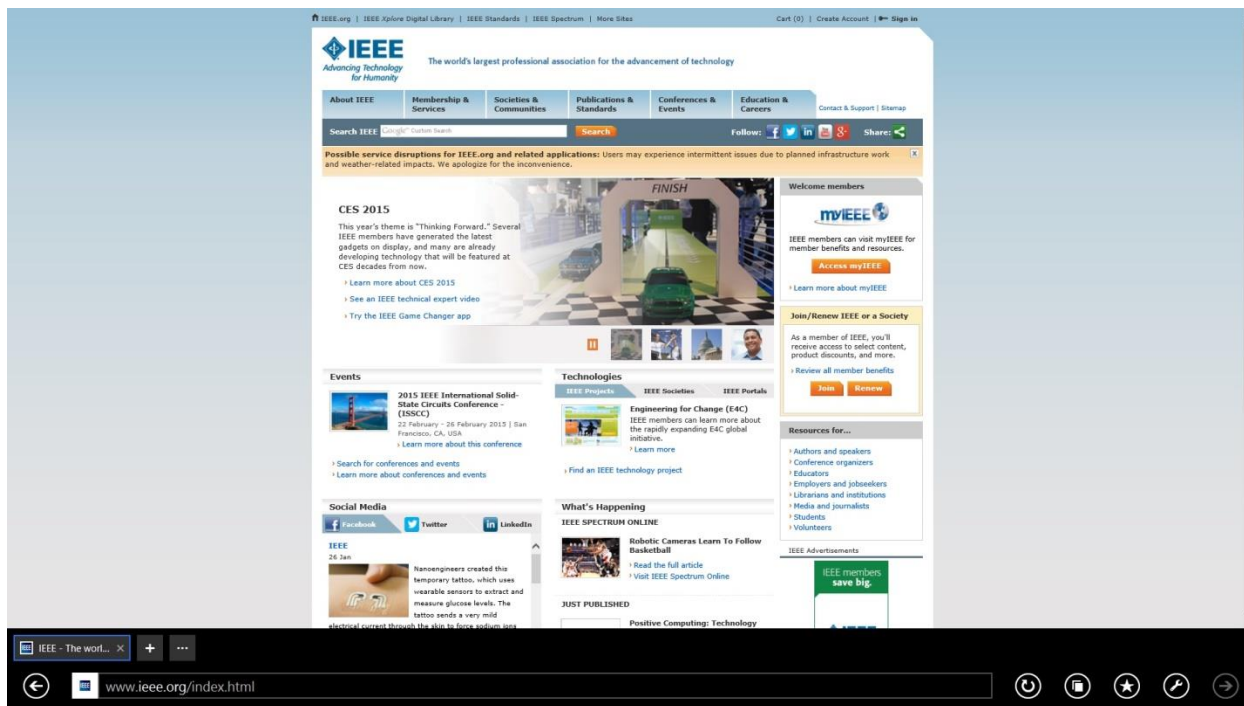 IEEE.org | IEEE Xplore Digital Library | IEEE Standards | IEEE Spectrum | More Sites
Cart (0) | Create Account | Sign in
IEEE
Advancing Technology
for Humanity
The world's largest professional association for the advancement of technology
About IEEE
Membership &
Services
Societies &
Communities
Publications &
Standards
Conferences &
Events
Education &
Careers
Contact & Support | Sitemap
Search IEEE
Google™ Custom Search
Search
Follow:
Share:
Possible service disruptions for IEEE.org and related applications: Users may experience intermittent issues due to planned infrastructure work
and weather-related impacts. We apologize for the inconvenience.
FINISH
CES 2015
This year's theme is "Thinking Forward." Several
IEEE members have generated the latest
gadgets on display, and many are already
developing technology that will be featured at
CES decades from now.
Learn more about CES 2015
See an IEEE technical expert video
Try the IEEE Game Changer app
Welcome members
myIEEE
IEEE members can visit myIEEE for
member benefits and resources.
Access myIEEE
Learn more about myIEEE
Join/Renew IEEE or a Society
As a member of IEEE, you'll
receive access to select content,
product discounts, and more.
Review all member benefits
Join
Renew
Events
2015 IEEE International Solid-
State Circuits Conference -
(ISSCC)
22 February - 26 February 2015 | San
Francisco, CA, USA
Learn more about this conference
Search for conferences and events
Learn more about conferences and events
Technologies
IEEE Projects
IEEE Societies
IEEE Portals
Engineering for Change (E4C)
IEEE members can learn more about
the rapidly expanding E4C global
initiative.
Learn more
Find an IEEE technology project
Resources for...
Authors and speakers
Conference organizers
Educators
Employers and jobseekers
Librarians and institutions
Media and journalists
Students
Volunteers
Social Media
Facebook
Twitter
LinkedIn
IEEE
26 Jan
Nanoengineers created this
temporary tattoo, which uses
wearable sensors to extract and
measure glucose levels. The
tattoo sends a very mild
electrical current through the skin to force sodium ions
What's Happening
IEEE SPECTRUM ONLINE
Robotic Cameras Learn To Follow
Basketball
Read the full article
Visit IEEE Spectrum Online
JUST PUBLISHED
Positive Computing: Technology
IEEE Advertisements
IEEE members
save big.
IEEE - The worl...
www.ieee.org/index.html